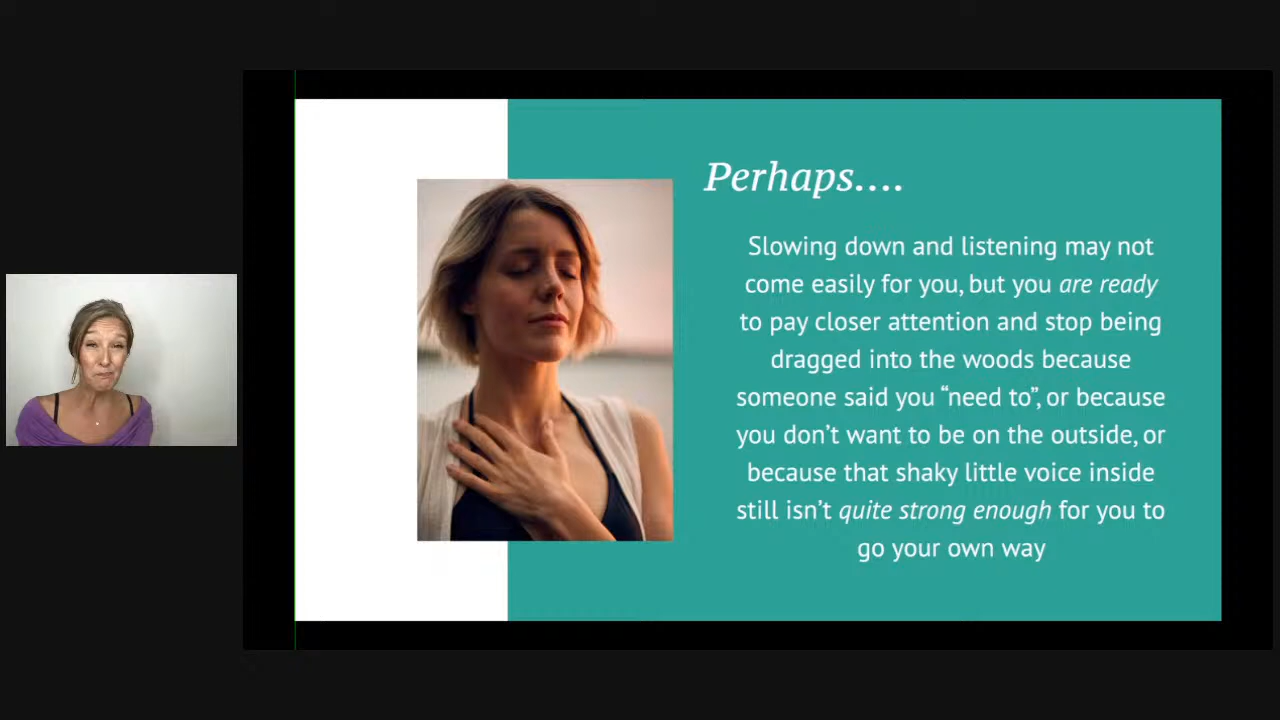 Perhaps....
Slowing down and listening may not
come easily for you, but you are ready
to pay closer attention and stop being
dragged into the woods because
someone said you “need to”, or because
you don’t want to be on the outside, or
because that shaky little voice inside
still isn’t quite strong enough for you to
go your own way